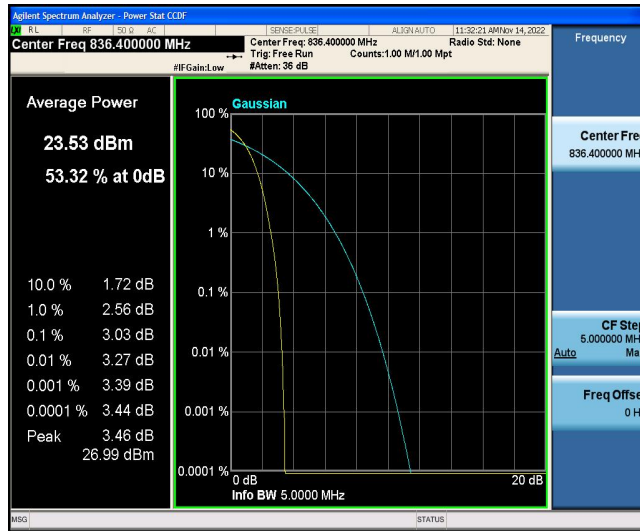 Agilent Spectrum Analyzer - Power Stat CCDF
LXI RL RF 50 Ω AC SENSE:PULSE ALIGN AUTO 11:32:21 AM Nov 14, 2022
Center Freq 836.400000 MHz
Center Freq: 836.400000 MHz Radio Std: None
Trig: Free Run Counts:1.00 M/1.00 Mpt
#IFGain:Low #Atten: 36 dB
Frequency
Average Power
23.53 dBm
53.32 % at 0dB
10.0 % 1.72 dB
1.0 % 2.56 dB
0.1 % 3.03 dB
0.01 % 3.27 dB
0.001 % 3.39 dB
0.0001 % 3.44 dB
Peak 3.46 dB
26.99 dBm
Gaussian
100 %
10 %
1 %
0.1 %
0.01 %
0.001 %
0.0001 %
0 dB 20 dB
Info BW 5.0000 MHz
Center Fre
836.400000 MH
CF Step
5.000000 MH
Auto Ma
Freq Offse
0 H
MSG STATUS